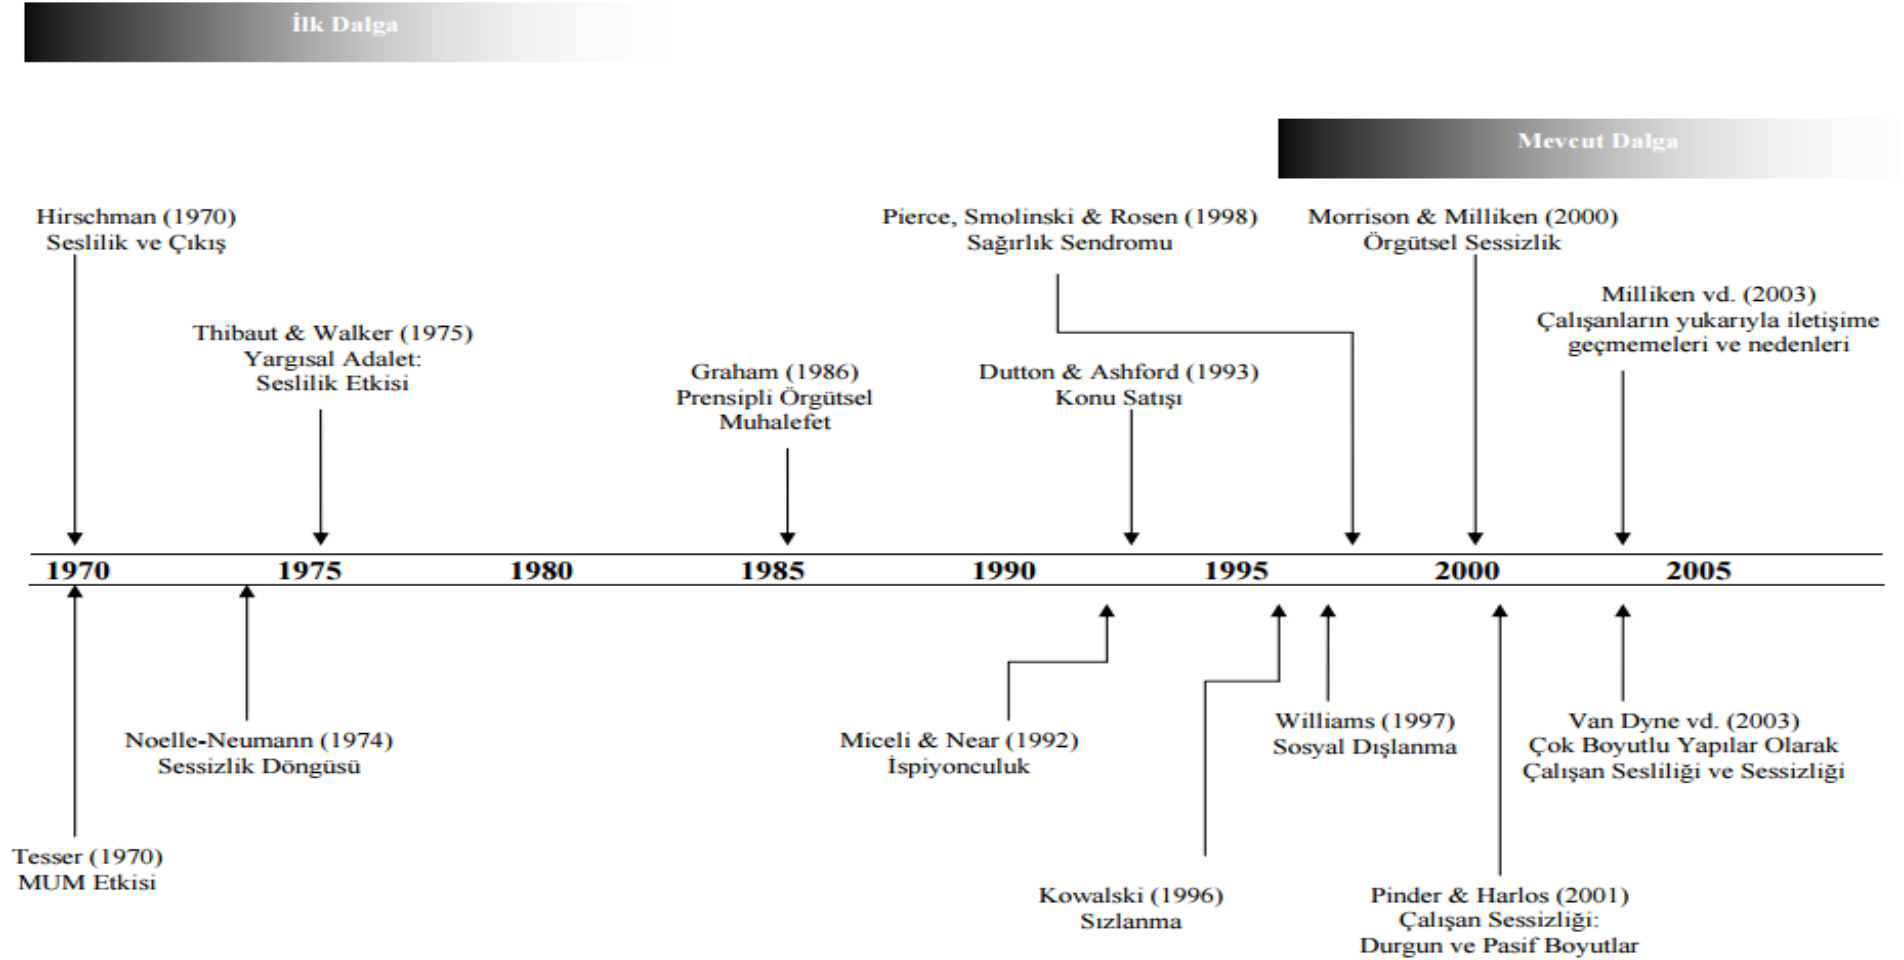 İlk Dalga
Mevcut Dalga
Hirschman (1970)
Seslilik ve Çıkış
Pierce, Smolinski & Rosen (1998)
Sağırlık Sendromu
Morrison & Milliken (2000)
Örgütsel Sessizlik
Milliken vd. (2003)
Çalışanların yukarıyla iletişime
geçmemeleri ve nedenleri
Thibaut & Walker (1975)
Yargısal Adalet:
Seslilik Etkisi
Graham (1986)
Prensipli Örgütsel
Muhalefet
Dutton & Ashford (1993)
Konu Satışı
1970 1975 1980 1985 1990 1995 2000 2005
Noelle-Neumann (1974)
Sessizlik Döngüsü
Miceli & Near (1992)
İspiyonculuk
Williams (1997)
Sosyal Dışlanma
Van Dyne vd. (2003)
Çok Boyutlu Yapılar Olarak
Çalışan Sesliliği ve Sessizliği
Tesser (1970)
MUM Etkisi
Kowalski (1996)
Sızlanma
Pinder & Harlos (2001)
Çalışan Sessizliği:
Durgun ve Pasif Boyutlar